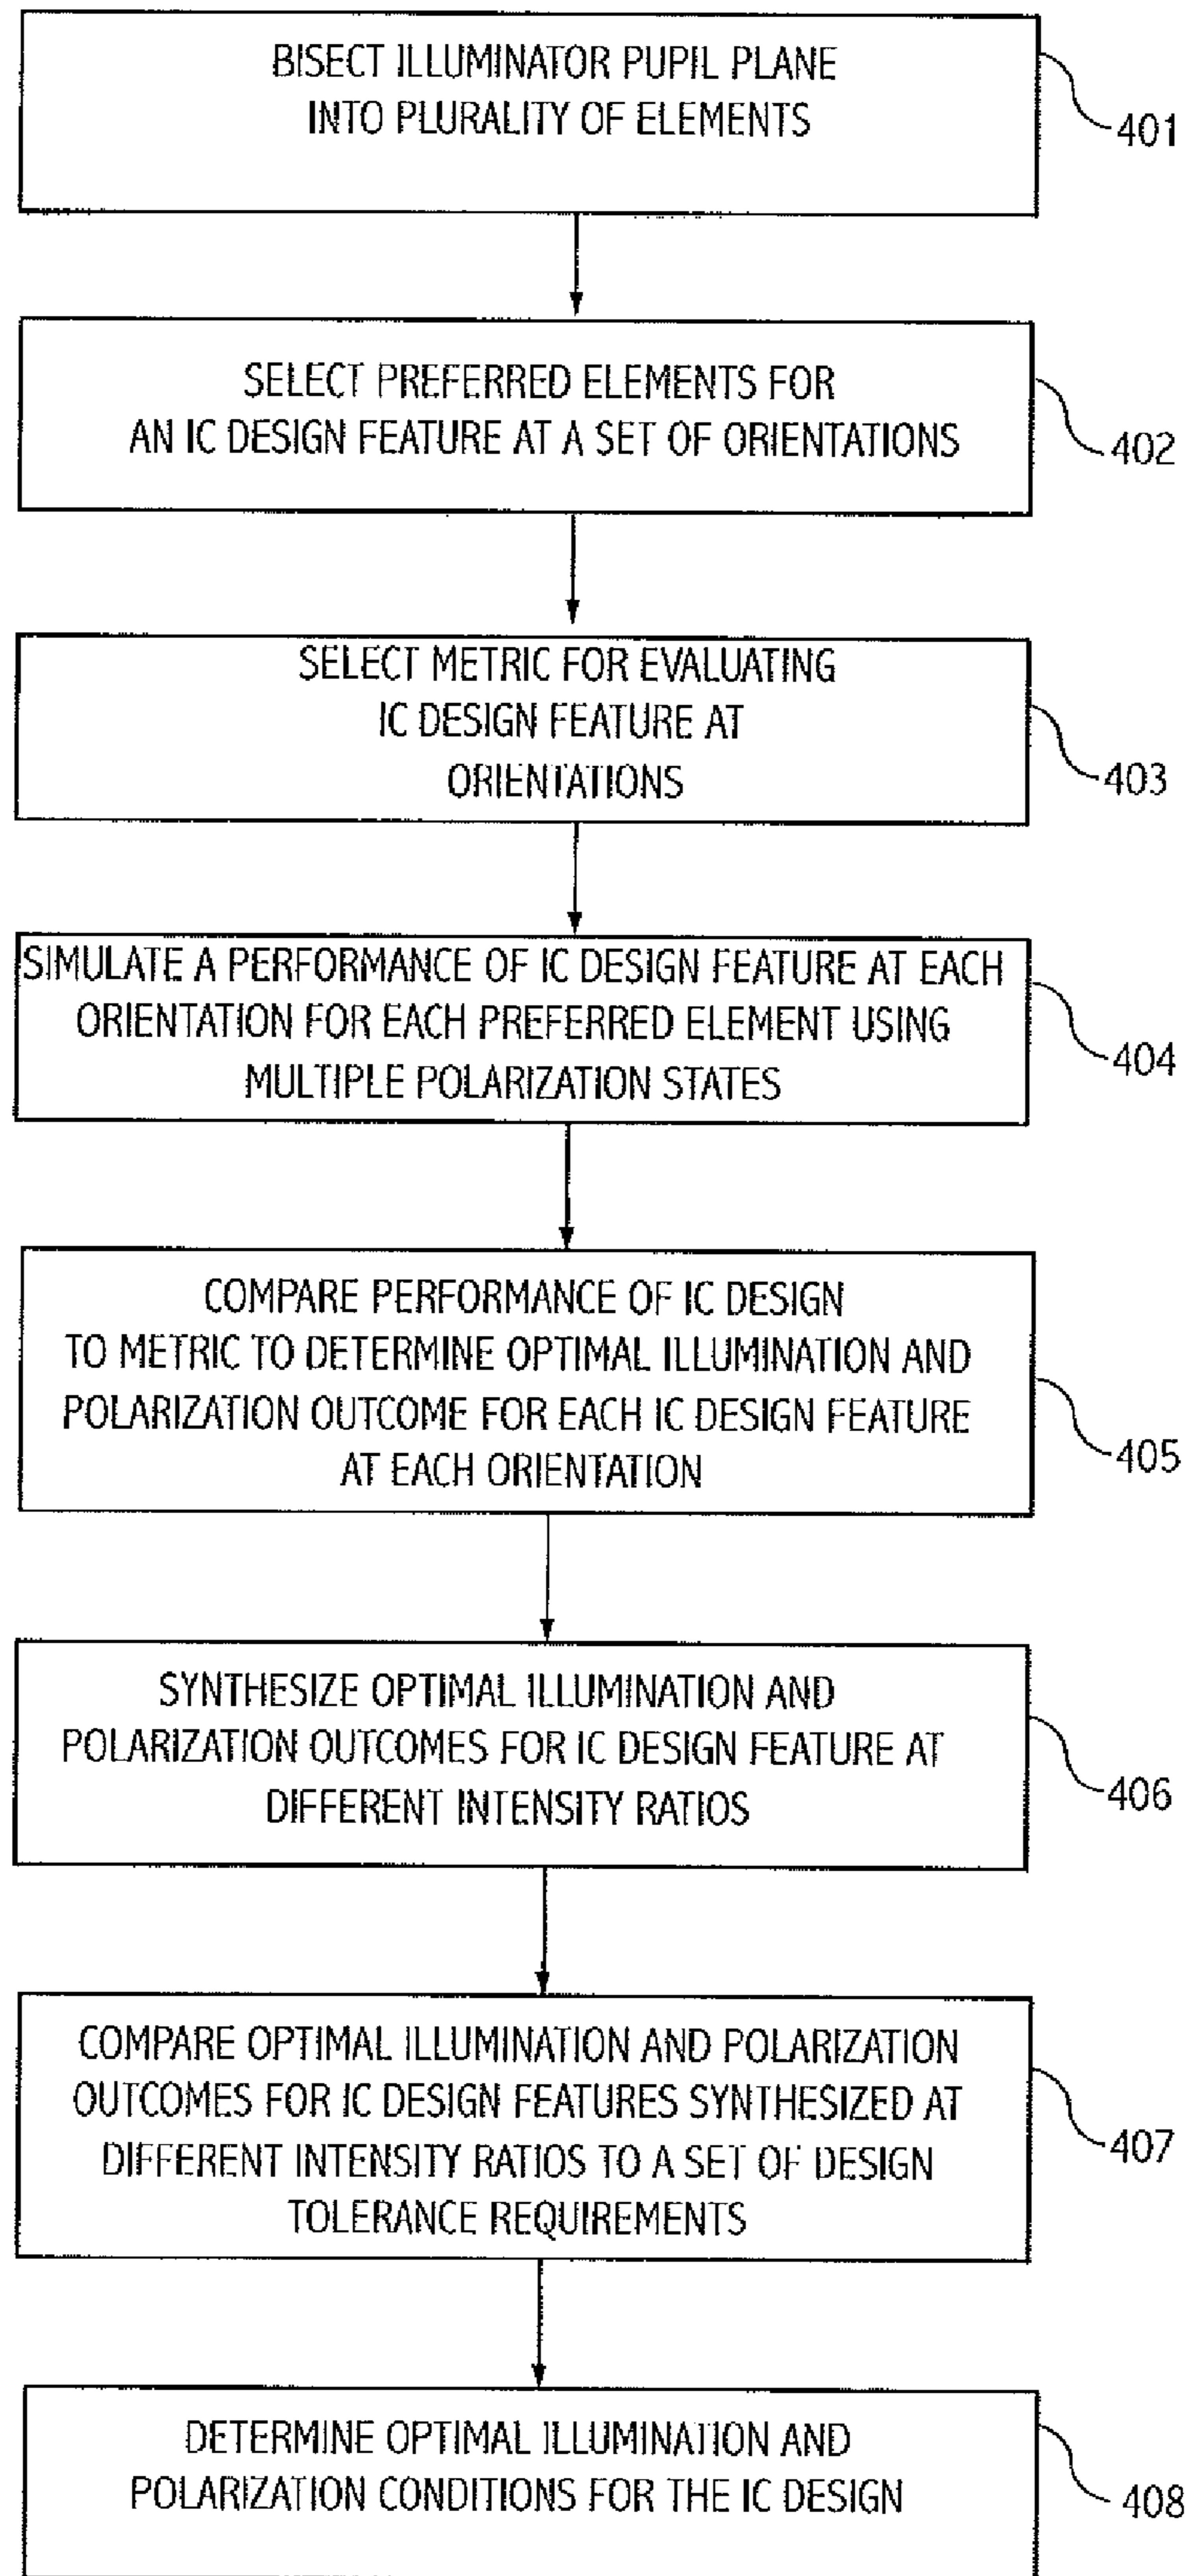 BISECT ILLUMINATOR PUPIL PLANE
INTO PLURALITY OF ELEMENTS
401
SELECT PREFERRED ELEMENTS FOR
AN IC DESIGN FEATURE AT A SET OF ORIENTATIONS
402
SELECT METRIC FOR EVALUATING
IC DESIGN FEATURE AT
ORIENTATIONS
403
SIMULATE A PERFORMANCE OF IC DESIGN FEATURE AT EACH
ORIENTATION FOR EACH PREFERRED ELEMENT USING
MULTIPLE POLARIZATION STATES
404
COMPARE PERFORMANCE OF IC DESIGN
TO METRIC TO DETERMINE OPTIMAL ILLUMINATION AND
POLARIZATION OUTCOME FOR EACH IC DESIGN FEATURE
AT EACH ORIENTATION
405
SYNTHESIZE OPTIMAL ILLUMINATION AND
POLARIZATION OUTCOMES FOR IC DESIGN FEATURE AT
DIFFERENT INTENSITY RATIOS
406
COMPARE OPTIMAL ILLUMINATION AND POLARIZATION
OUTCOMES FOR IC DESIGN FEATURES SYNTHESIZED AT
DIFFERENT INTENSITY RATIOS TO A SET OF DESIGN
TOLERANCE REQUIREMENTS
407
DETERMINE OPTIMAL ILLUMINATION AND
POLARIZATION CONDITIONS FOR THE IC DESIGN
408